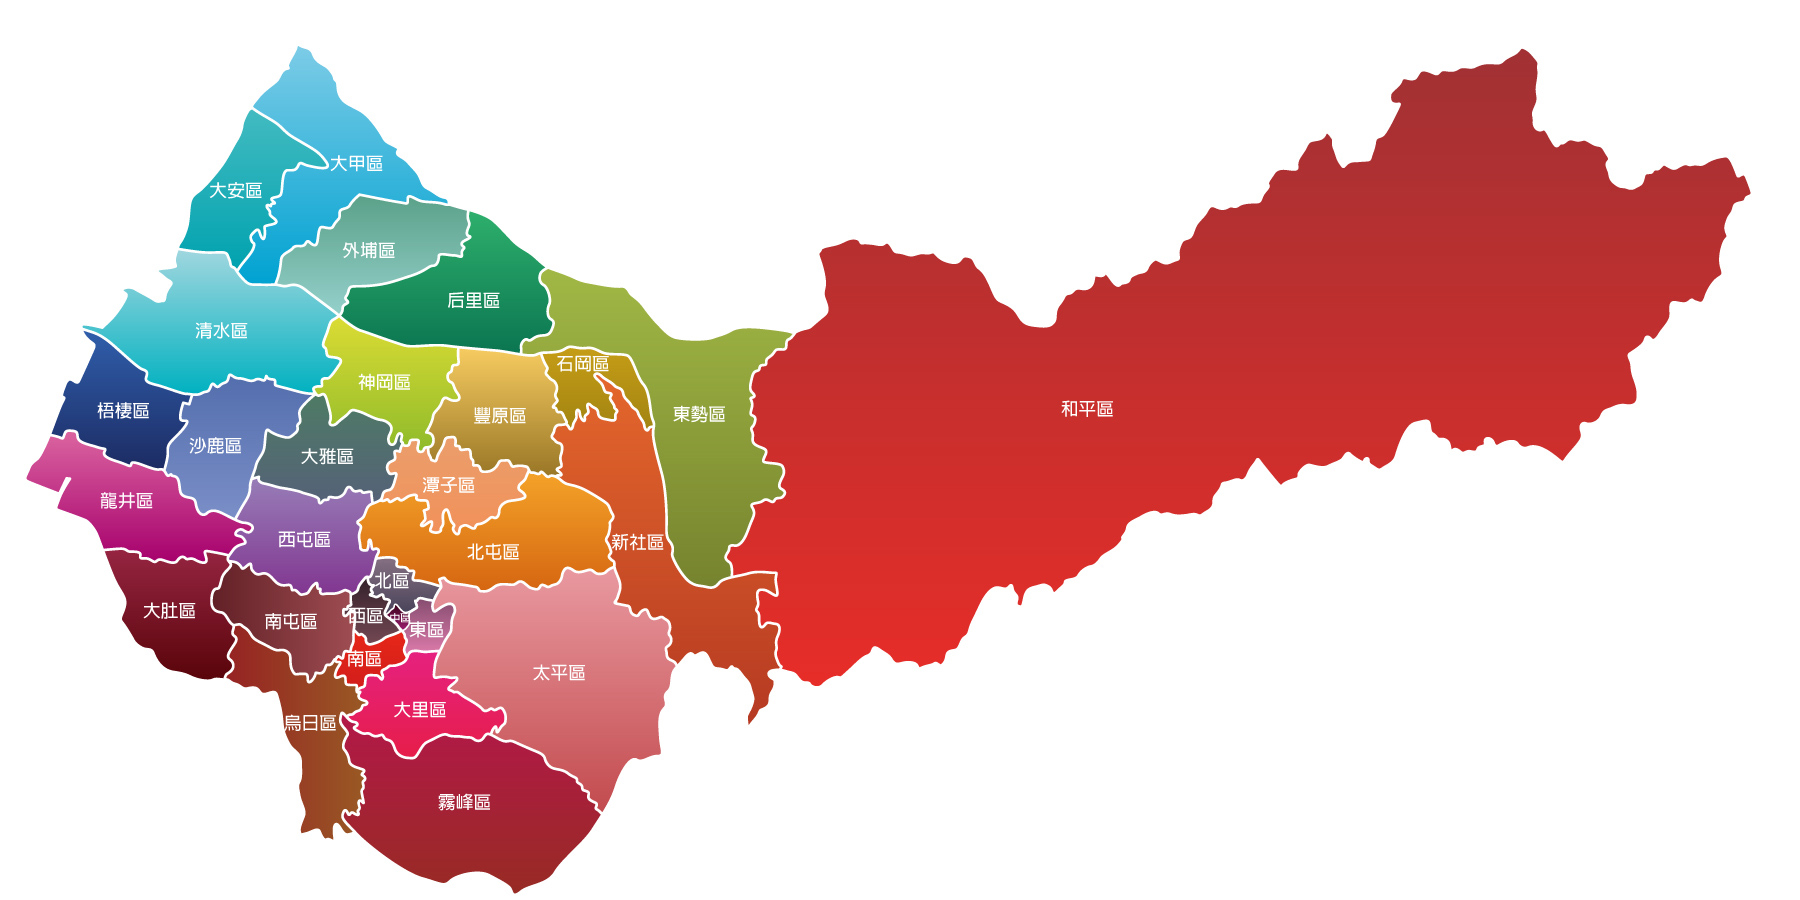 大甲區
大安區
外埔區
后里區
清水區
石岡區
神岡區
和平區
梧棲區
豐原區
東勢區
沙鹿區
大雅區
潭子區
龍井區
西屯區
新社區
北屯區
北區
大肚區
西區
中區
南屯區
東區
南區
太平區
大里區
烏日區
霧峰區